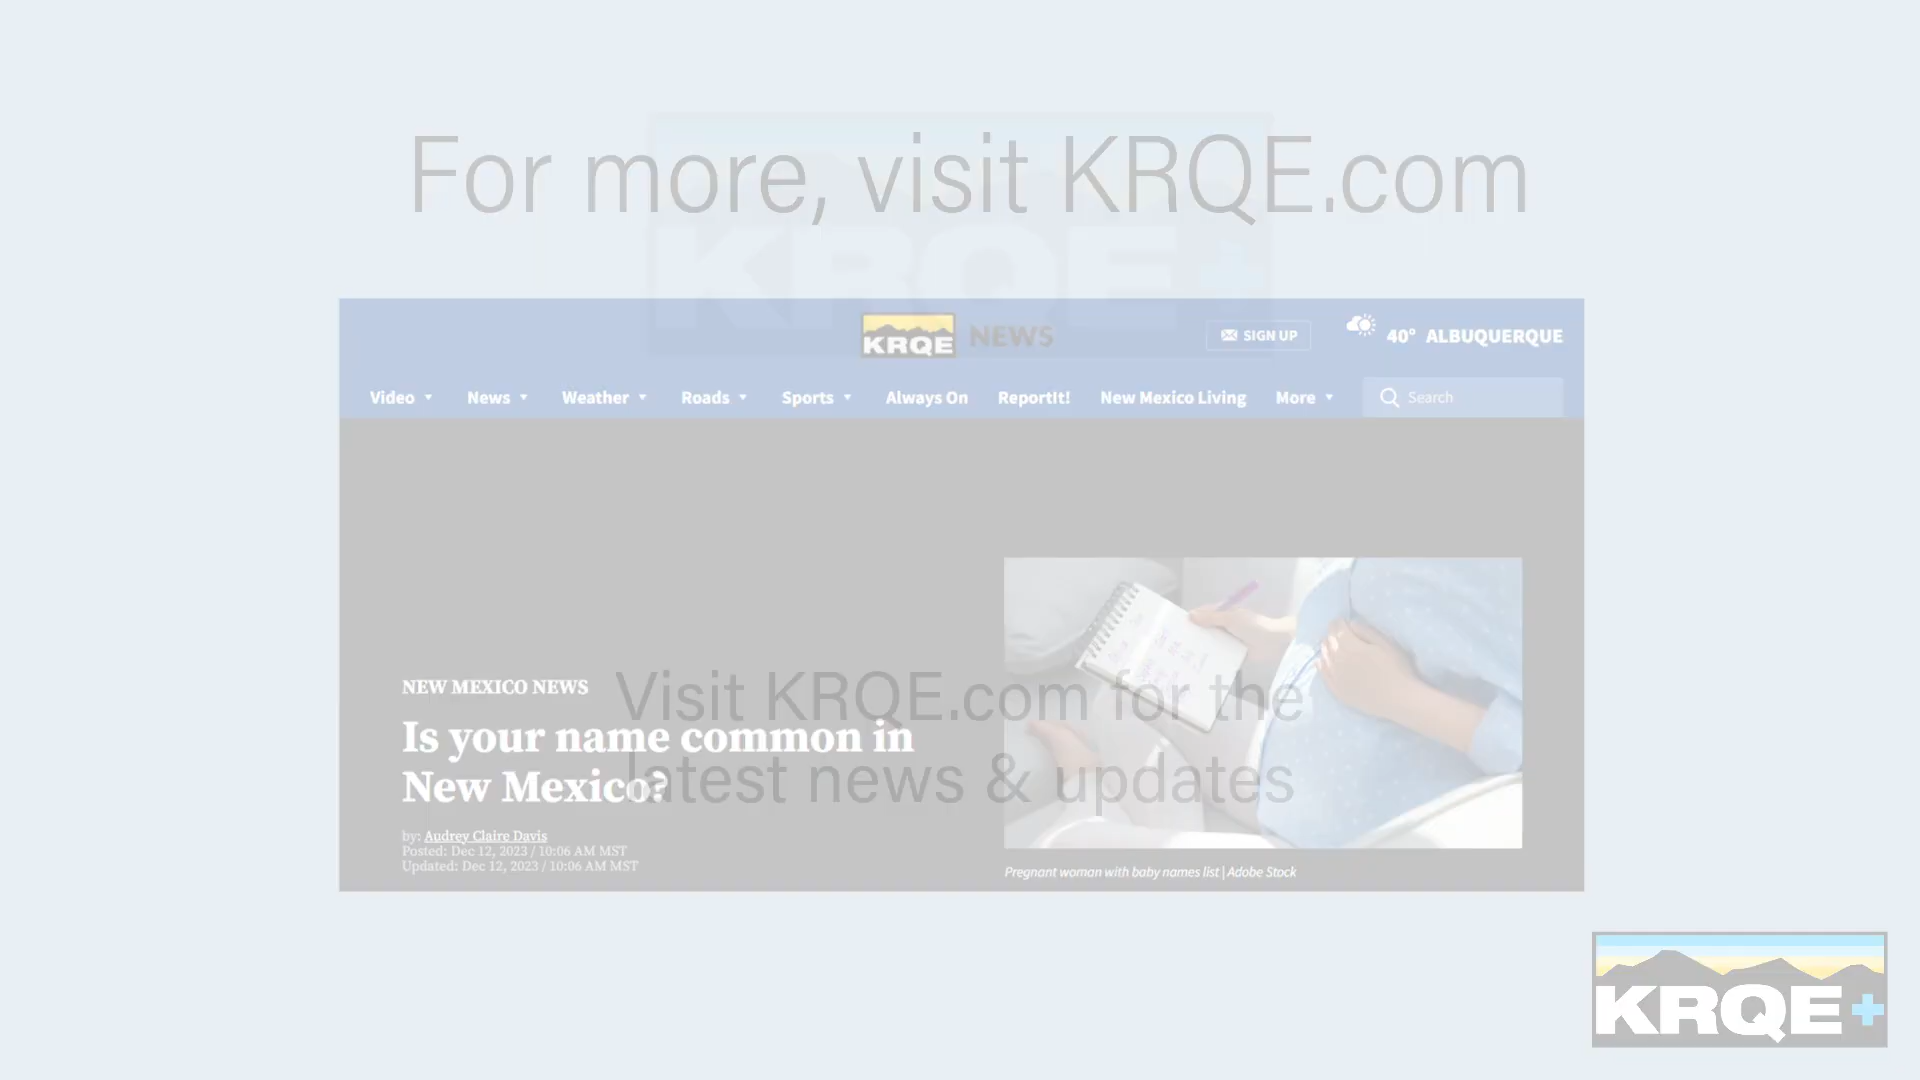 For more, visit KRQE.com
KRQE+
KRQE NEWS
SIGN UP
40° ALBUQUERQUE
Video News Weather Roads Sports Always On ReportIt! New Mexico Living More Search
NEW MEXICO NEWS
Is your name common in
New Mexico?
by: Audrey Claire Davis
Posted: Dec 12, 2023 / 10:06 AM MST
Updated: Dec 12, 2023 / 10:06 AM MST
Pregnant woman with baby names list | Adobe Stock
Visit KRQE.com for the
latest news & updates
KRQE+